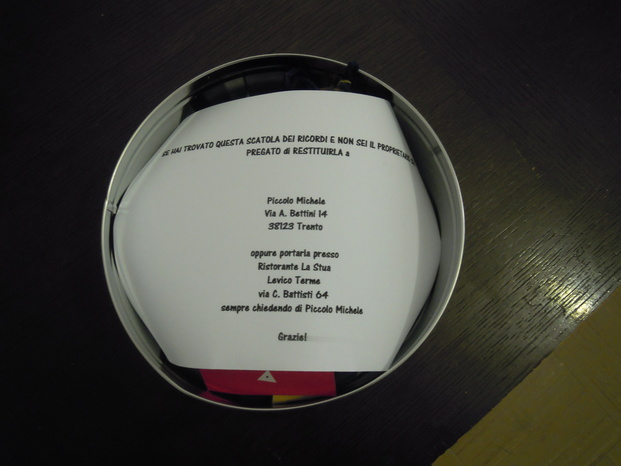 SE HAI TROVATO QUESTA SCATOLA DEI RICORDI E NON SEI IL PROPRIETARIO
PREGATO di RESTITUIRLA a
Piccolo Michele
Via A. Bettini 14
38123 Trento
oppure portarla presso
Ristorante La Stua
Levico Terme
via C. Battisti 64
sempre chiedendo di Piccolo Michele
Grazie!